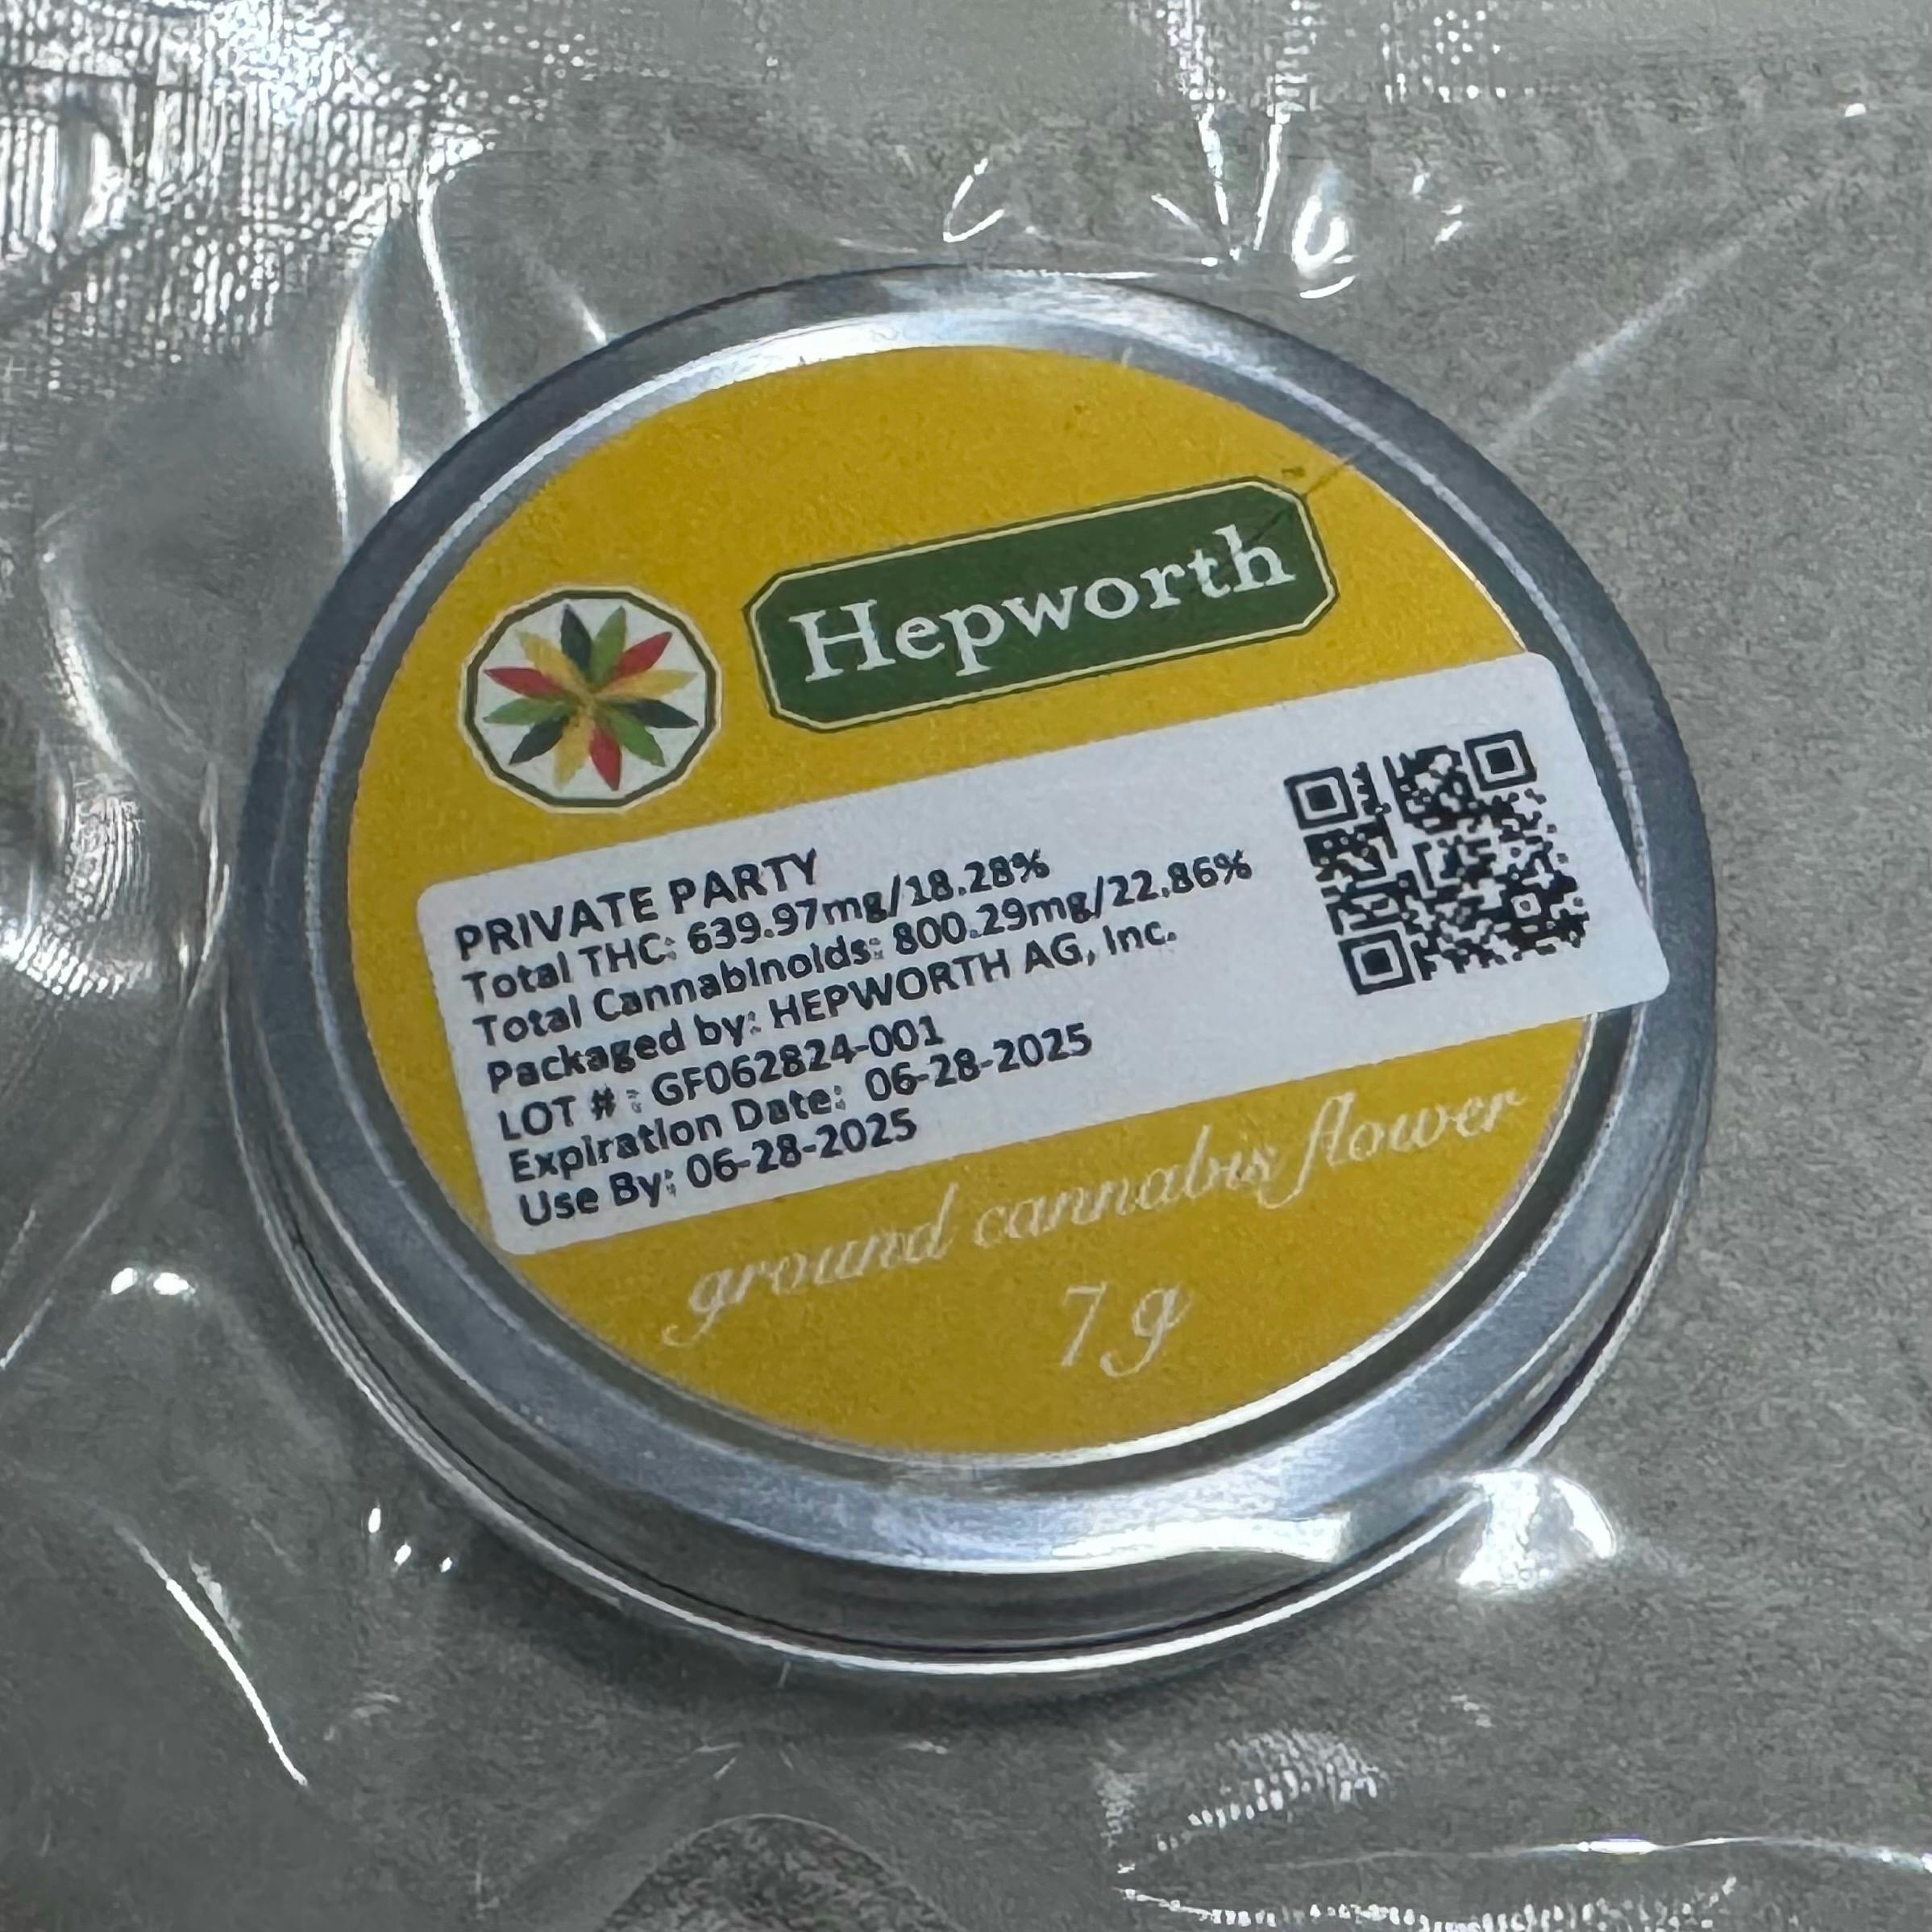 Hepworth
PRIVATE PARTY
Total THC: 639.97mg/18.28%
Total Cannabinoids: 800.29mg/22.86%
Packaged by: HEPWORTH AG, Inc.
LOT # : GF062824-001
Expiration Date: 06-28-2025
Use By: 06-28-2025
ground cannabis flower
7 g